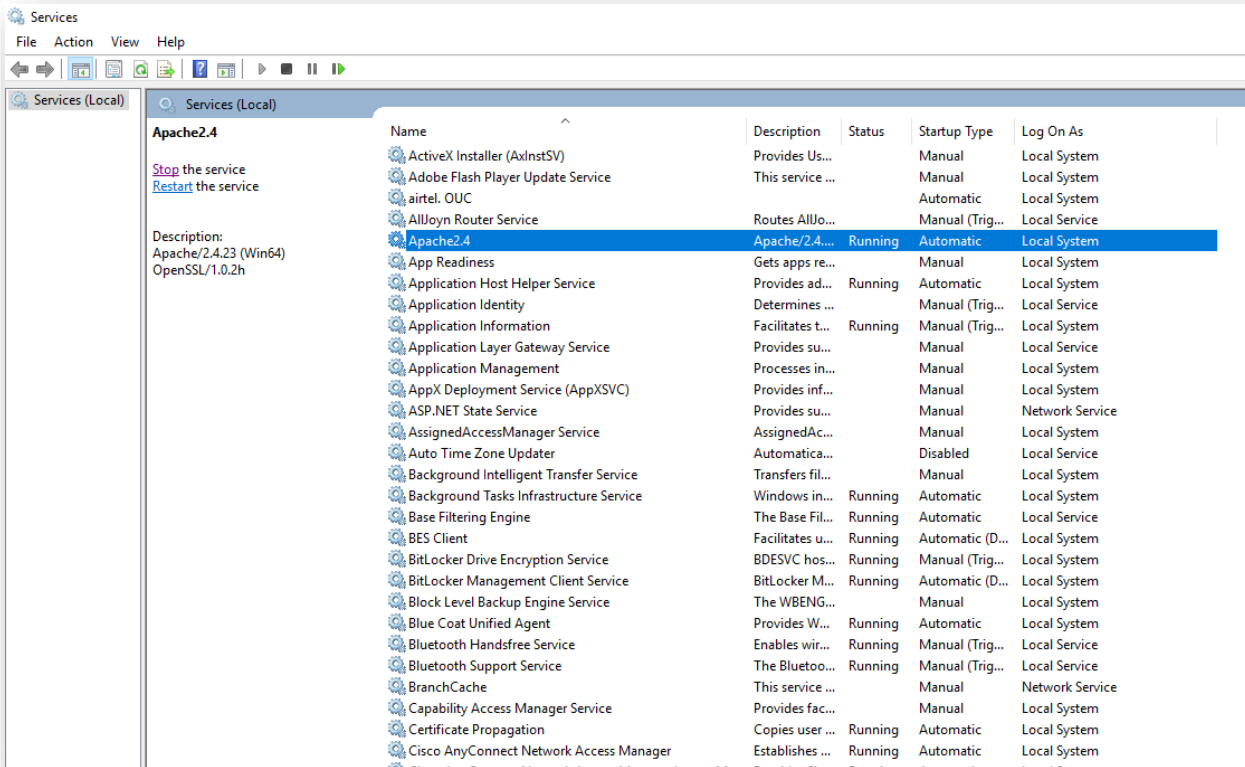 Services
File Action View Help
Services (Local)
Services (Local)
Apache2.4
Stop the service
Restart the service
Description:
Apache/2.4.23 (Win64)
OpenSSL/1.0.2h
Name Description Status Startup Type Log On As
ActiveX Installer (AxInstSV) Provides Us... Manual Local System
Adobe Flash Player Update Service This service ... Manual Local System
airtel. OUC Automatic Local System
AllJoyn Router Service Routes AllJo... Manual (Trig... Local Service
Apache2.4 Apache/2.4.... Running Automatic Local System
App Readiness Gets apps re... Manual Local System
Application Host Helper Service Provides ad... Running Automatic Local System
Application Identity Determines ... Manual (Trig... Local Service
Application Information Facilitates t... Running Manual (Trig... Local System
Application Layer Gateway Service Provides su... Manual Local Service
Application Management Processes in... Manual Local System
AppX Deployment Service (AppXSVC) Provides inf... Manual Local System
ASP.NET State Service Provides su... Manual Network Service
AssignedAccessManager Service AssignedAc... Manual Local System
Auto Time Zone Updater Automatica... Disabled Local Service
Background Intelligent Transfer Service Transfers fil... Manual Local System
Background Tasks Infrastructure Service Windows in... Running Automatic Local System
Base Filtering Engine The Base Fil... Running Automatic Local Service
BES Client Facilitates u... Running Automatic (D... Local System
BitLocker Drive Encryption Service BDESVC hos... Running Manual (Trig... Local System
BitLocker Management Client Service BitLocker M... Running Automatic (D... Local System
Block Level Backup Engine Service The WBENG... Manual Local System
Blue Coat Unified Agent Provides W... Running Automatic Local System
Bluetooth Handsfree Service Enables wir... Running Manual (Trig... Local Service
Bluetooth Support Service The Bluetoo... Running Manual (Trig... Local Service
BranchCache This service ... Manual Network Service
Capability Access Manager Service Provides fac... Manual Local System
Certificate Propagation Copies user ... Running Automatic Local System
Cisco AnyConnect Network Access Manager Establishes ... Running Automatic Local System